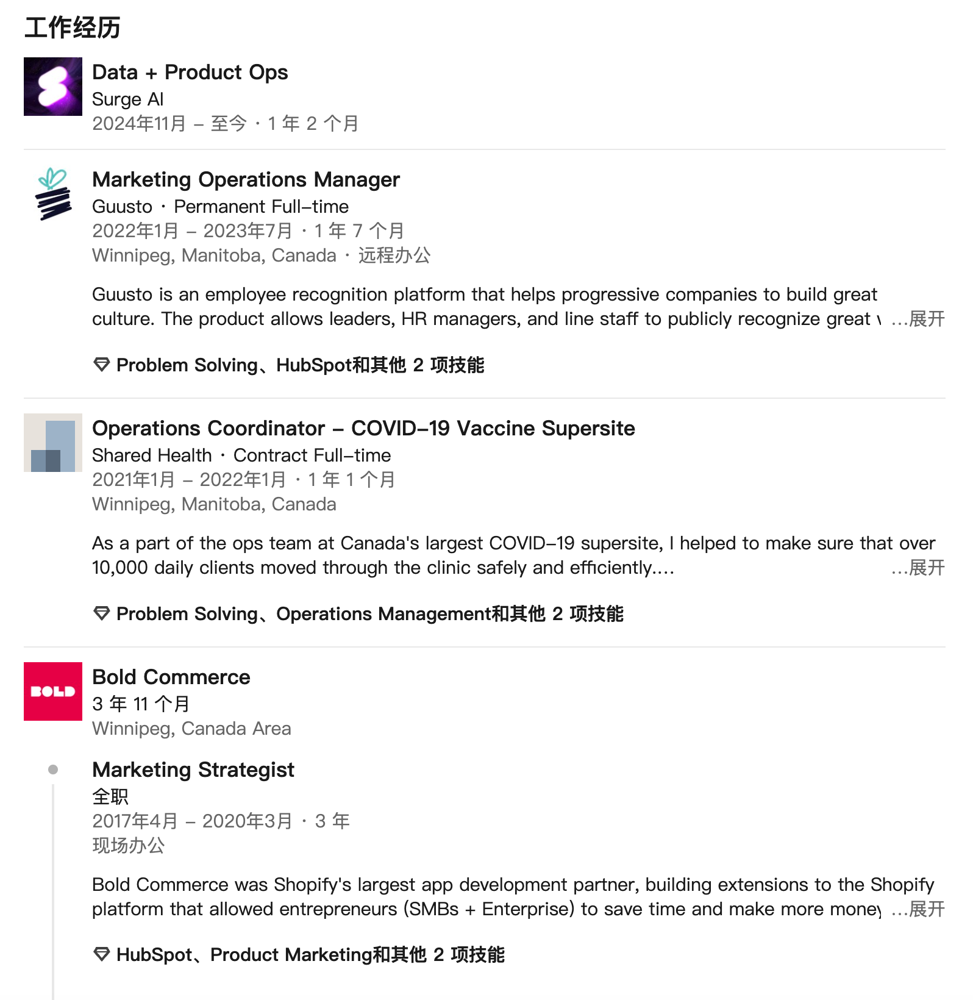 工作经历
Data + Product Ops
Surge AI
2024年11月 – 至今 · 1 年 2 个月
Marketing Operations Manager
Guusto · Permanent Full-time
2022年1月 – 2023年7月 · 1 年 7 个月
Winnipeg, Manitoba, Canada · 远程办公
Guusto is an employee recognition platform that helps progressive companies to build great
culture. The product allows leaders, HR managers, and line staff to publicly recognize great …展开
Problem Solving、HubSpot和其他 2 项技能
Operations Coordinator – COVID-19 Vaccine Supersite
Shared Health · Contract Full-time
2021年1月 – 2022年1月 · 1 年 1 个月
Winnipeg, Manitoba, Canada
As a part of the ops team at Canada's largest COVID-19 supersite, I helped to make sure that over
10,000 daily clients moved through the clinic safely and efficiently.… …展开
Problem Solving、Operations Management和其他 2 项技能
BOLD
Bold Commerce
3 年 11 个月
Winnipeg, Canada Area
Marketing Strategist
全职
2017年4月 – 2020年3月 · 3 年
现场办公
Bold Commerce was Shopify's largest app development partner, building extensions to the Shopify
platform that allowed entrepreneurs (SMBs + Enterprise) to save time and make more money …展开
HubSpot、Product Marketing和其他 2 项技能